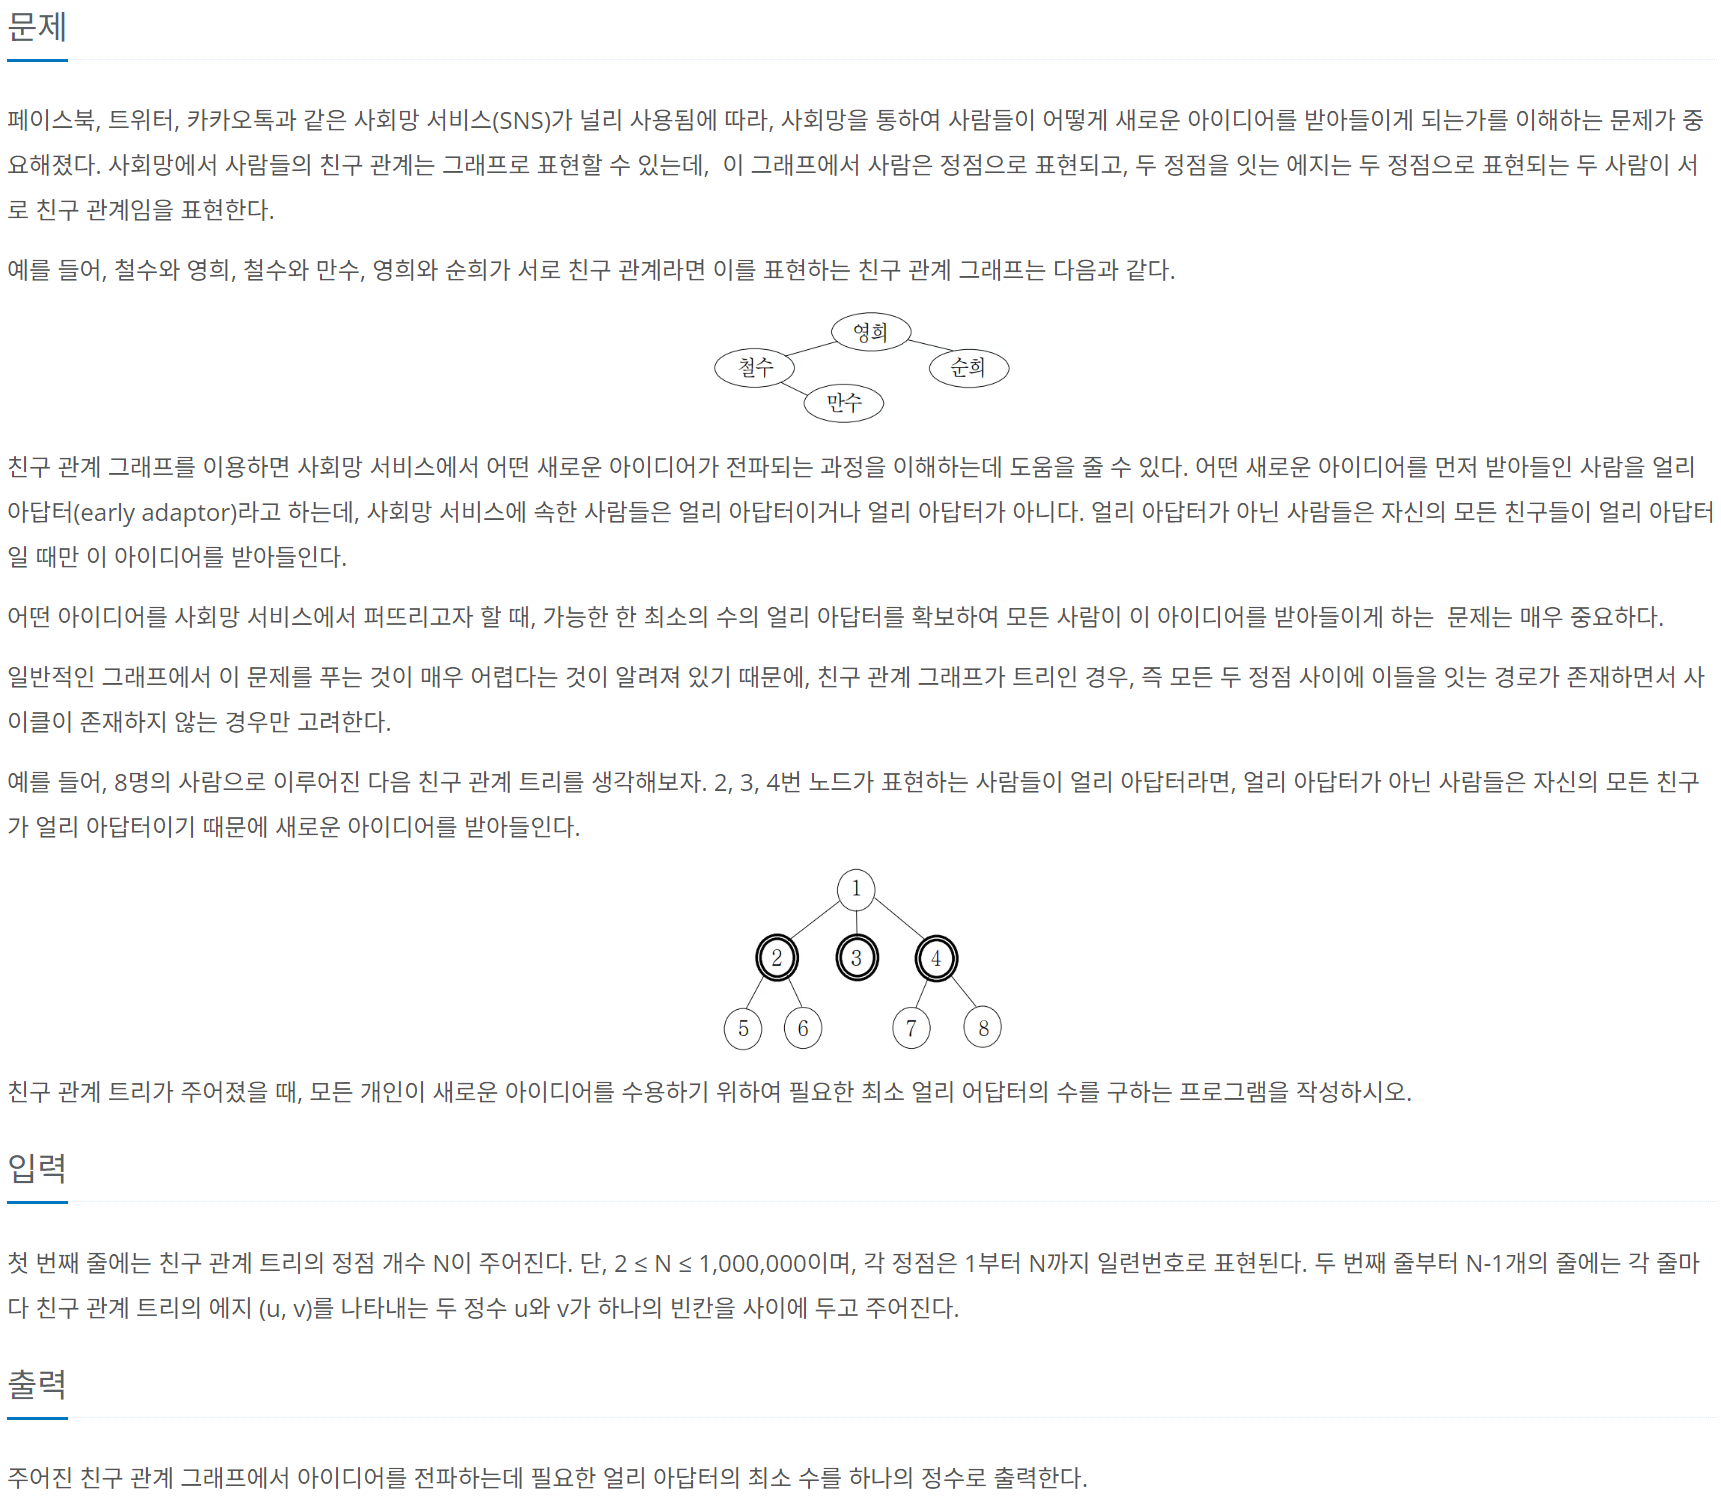 문제
페이스북, 트위터, 카카오톡과 같은 사회망 서비스(SNS)가 널리 사용됨에 따라, 사회망을 통하여 사람들이 어떻게 새로운 아이디어를 받아들이게 되는가를 이해하는 문제가 중
요해졌다. 사회망에서 사람들의 친구 관계는 그래프로 표현할 수 있는데,  이 그래프에서 사람은 정점으로 표현되고, 두 정점을 잇는 에지는 두 정점으로 표현되는 두 사람이 서
로 친구 관계임을 표현한다.
예를 들어, 철수와 영희, 철수와 만수, 영희와 순희가 서로 친구 관계라면 이를 표현하는 친구 관계 그래프는 다음과 같다.
영희
철수 순희
만수
친구 관계 그래프를 이용하면 사회망 서비스에서 어떤 새로운 아이디어가 전파되는 과정을 이해하는데 도움을 줄 수 있다. 어떤 새로운 아이디어를 먼저 받아들인 사람을 얼리
아답터(early adaptor)라고 하는데, 사회망 서비스에 속한 사람들은 얼리 아답터이거나 얼리 아답터가 아니다. 얼리 아답터가 아닌 사람들은 자신의 모든 친구들이 얼리 아답터
일 때만 이 아이디어를 받아들인다.
어떤 아이디어를 사회망 서비스에서 퍼뜨리고자 할 때, 가능한 한 최소의 수의 얼리 아답터를 확보하여 모든 사람이 이 아이디어를 받아들이게 하는  문제는 매우 중요하다.
일반적인 그래프에서 이 문제를 푸는 것이 매우 어렵다는 것이 알려져 있기 때문에, 친구 관계 그래프가 트리인 경우, 즉 모든 두 정점 사이에 이들을 잇는 경로가 존재하면서 사
이클이 존재하지 않는 경우만 고려한다.
예를 들어, 8명의 사람으로 이루어진 다음 친구 관계 트리를 생각해보자. 2, 3, 4번 노드가 표현하는 사람들이 얼리 아답터라면, 얼리 아답터가 아닌 사람들은 자신의 모든 친구
가 얼리 아답터이기 때문에 새로운 아이디어를 받아들인다.
1
2 3 4
5 6 7 8
친구 관계 트리가 주어졌을 때, 모든 개인이 새로운 아이디어를 수용하기 위하여 필요한 최소 얼리 어답터의 수를 구하는 프로그램을 작성하시오.
입력
첫 번째 줄에는 친구 관계 트리의 정점 개수 N이 주어진다. 단, 2 ≤ N ≤ 1,000,000이며, 각 정점은 1부터 N까지 일련번호로 표현된다. 두 번째 줄부터 N-1개의 줄에는 각 줄마
다 친구 관계 트리의 에지 (u, v)를 나타내는 두 정수 u와 v가 하나의 빈칸을 사이에 두고 주어진다.
출력
주어진 친구 관계 그래프에서 아이디어를 전파하는데 필요한 얼리 아답터의 최소 수를 하나의 정수로 출력한다.